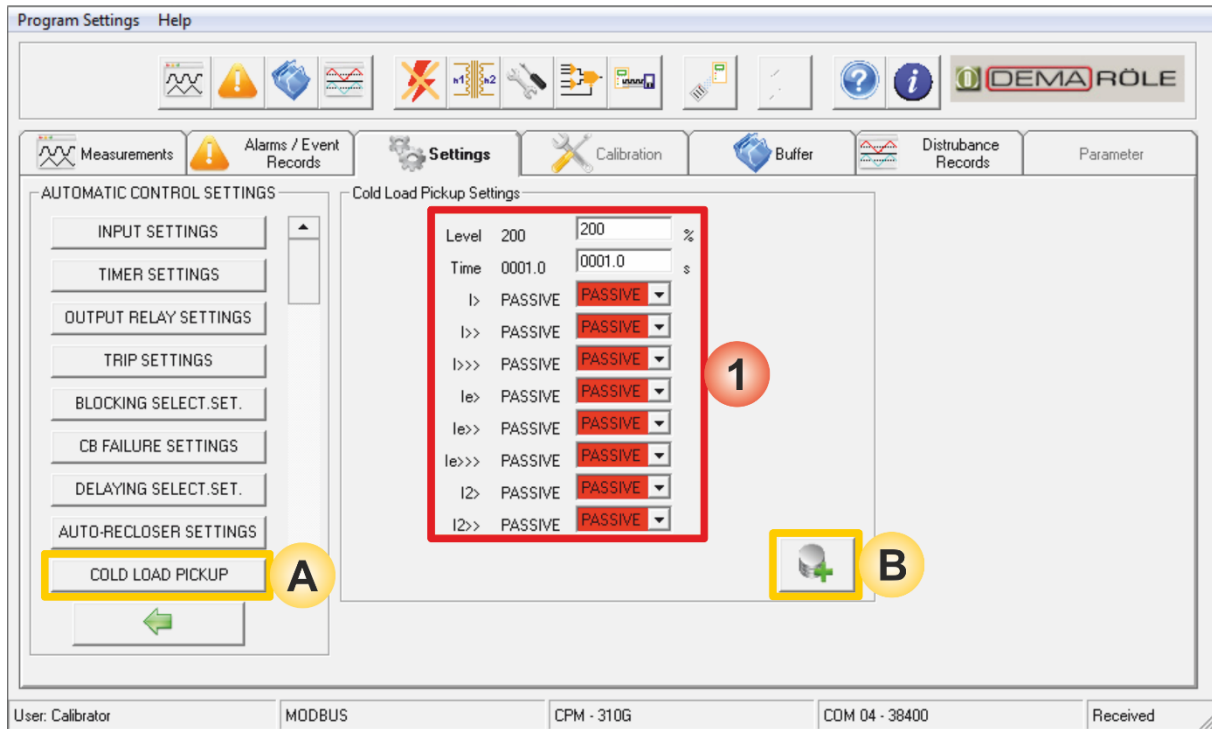 Program Settings Help
h1 h2
DEMA RÖLE
Measurements
Alarms / Event
Records
Settings
Calibration
Buffer
Distrubance
Records
Parameter
AUTOMATIC CONTROL SETTINGS
INPUT SETTINGS
TIMER SETTINGS
OUTPUT RELAY SETTINGS
TRIP SETTINGS
BLOCKING SELECT.SET.
CB FAILURE SETTINGS
DELAYING SELECT.SET.
AUTO-RECLOSER SETTINGS
COLD LOAD PICKUP
A
Cold Load Pickup Settings
Level 200 200 %
Time 0001.0 0001.0 s
I> PASSIVE PASSIVE
I>> PASSIVE PASSIVE
I>>> PASSIVE PASSIVE
Ie> PASSIVE PASSIVE
Ie>> PASSIVE PASSIVE
Ie>>> PASSIVE PASSIVE
I2> PASSIVE PASSIVE
I2>> PASSIVE PASSIVE
1
B
User: Calibrator MODBUS CPM - 310G COM 04 - 38400 Received